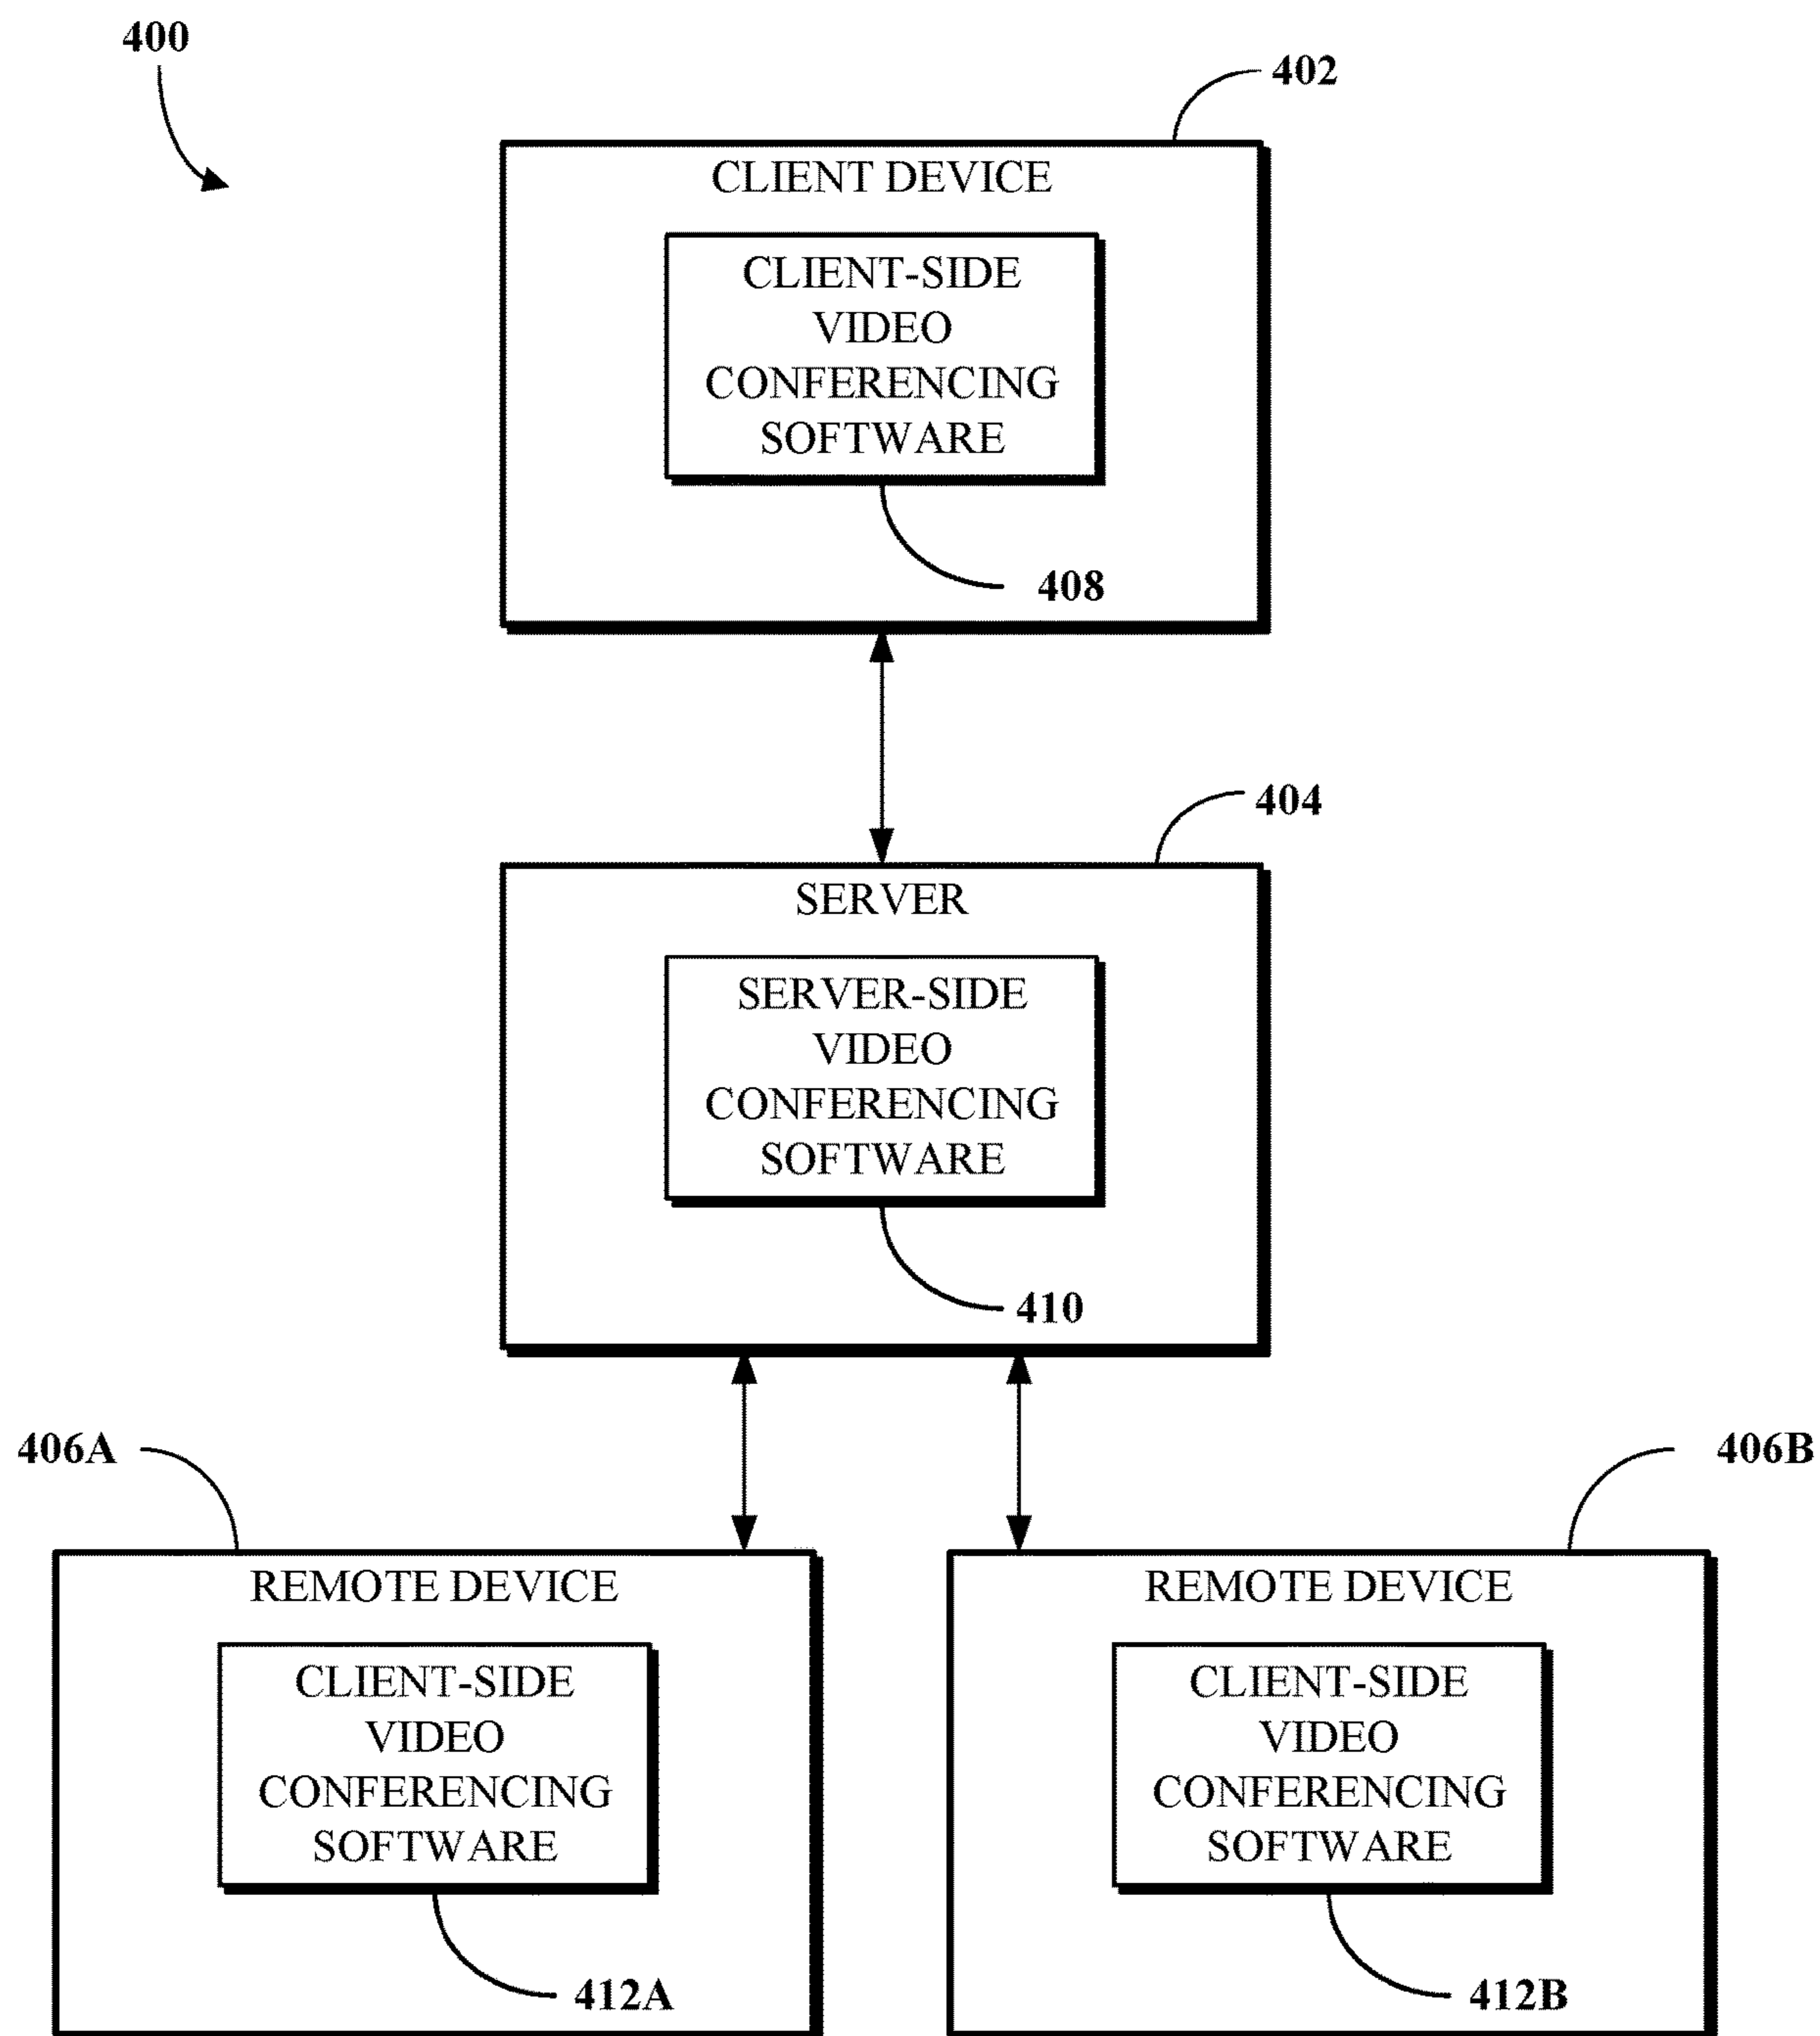 400
402
CLIENT DEVICE
CLIENT-SIDE
VIDEO
CONFERENCING
SOFTWARE
408
404
SERVER
SERVER-SIDE
VIDEO
CONFERENCING
SOFTWARE
410
406A
406B
REMOTE DEVICE
CLIENT-SIDE
VIDEO
CONFERENCING
SOFTWARE
412A
REMOTE DEVICE
CLIENT-SIDE
VIDEO
CONFERENCING
SOFTWARE
412B